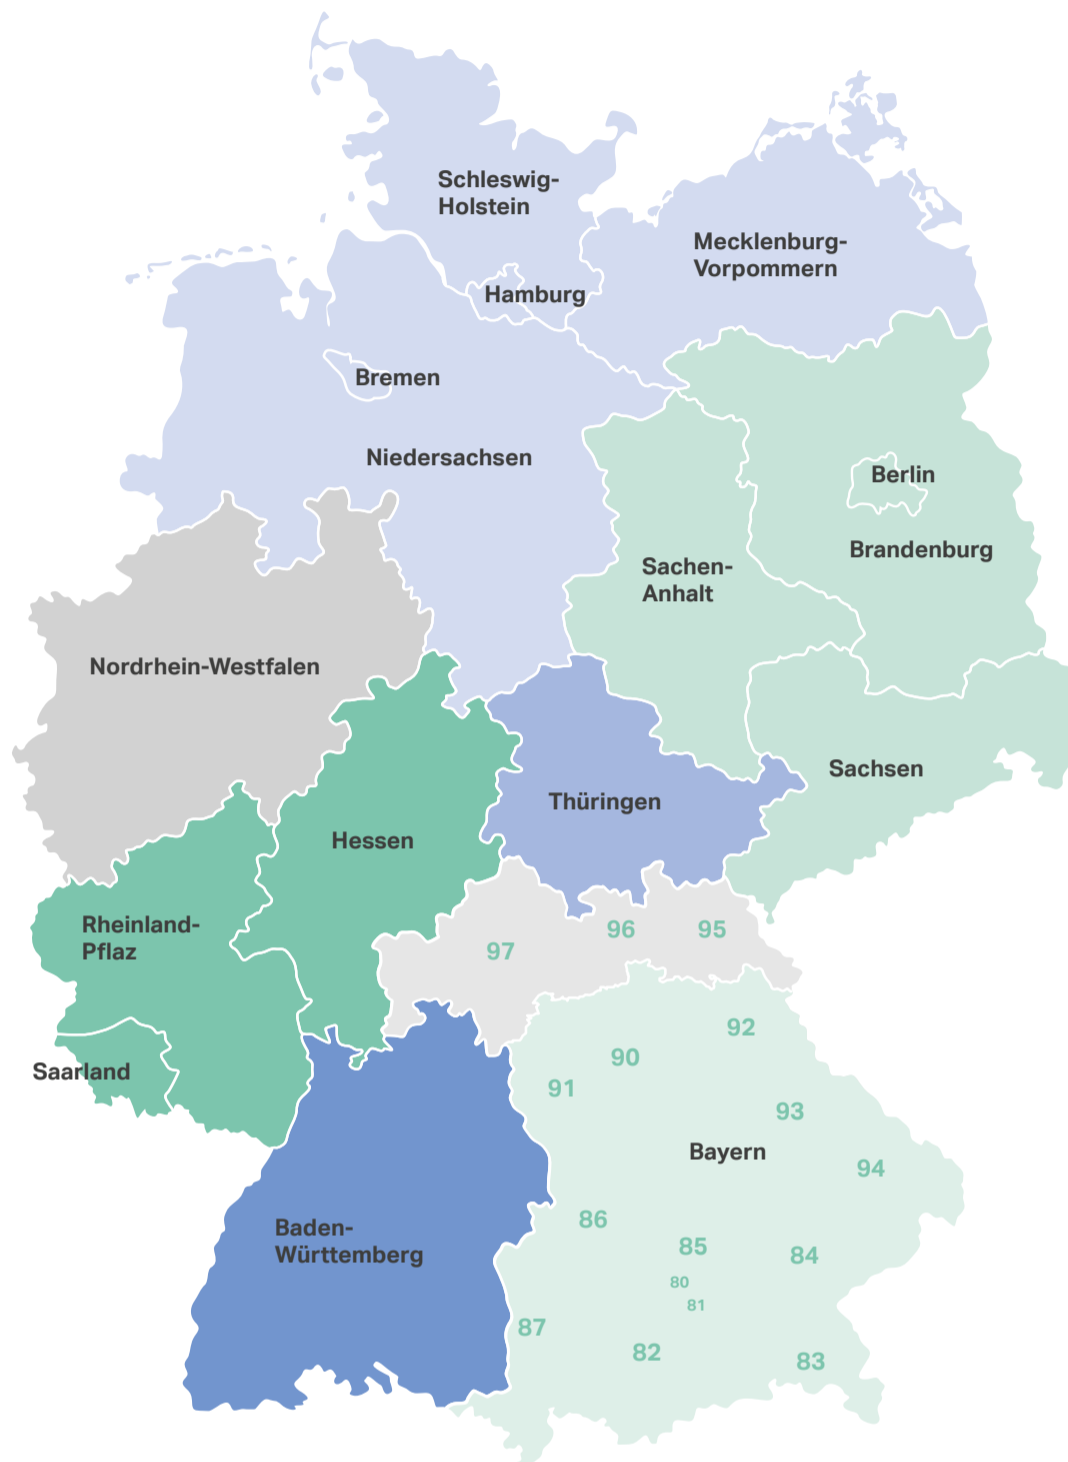 Schleswig-
Holstein
Mecklenburg-
Vorpommern
Hamburg
Bremen
Niedersachsen
Berlin
Brandenburg
Sachen-
Anhalt
Nordrhein-Westfalen
Sachsen
Thüringen
Hessen
Rheinland-
Pflaz
97
96
95
Saarland
92
90
91
93
Bayern
94
86
Baden-
Württemberg
85
84
80
81
87
82
83